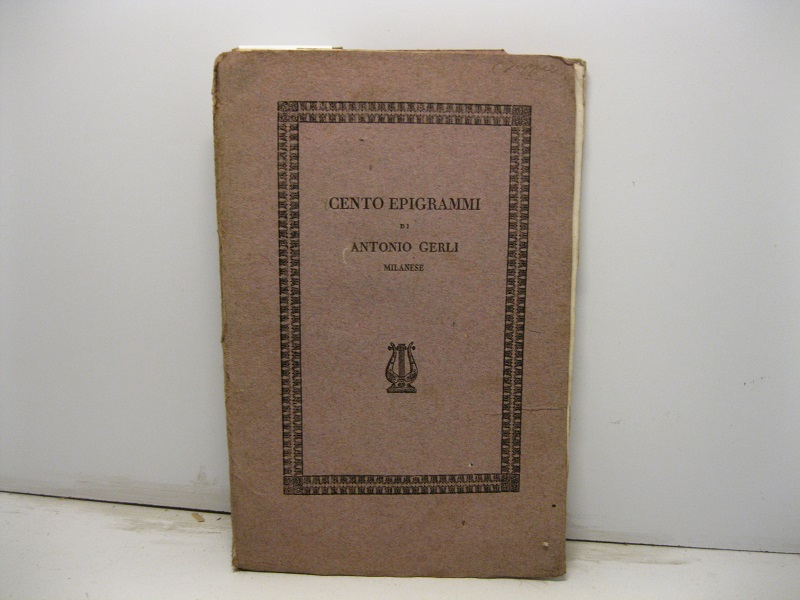 CENTO EPIGRAMMI
DI
ANTONIO GERLI
MILANESE